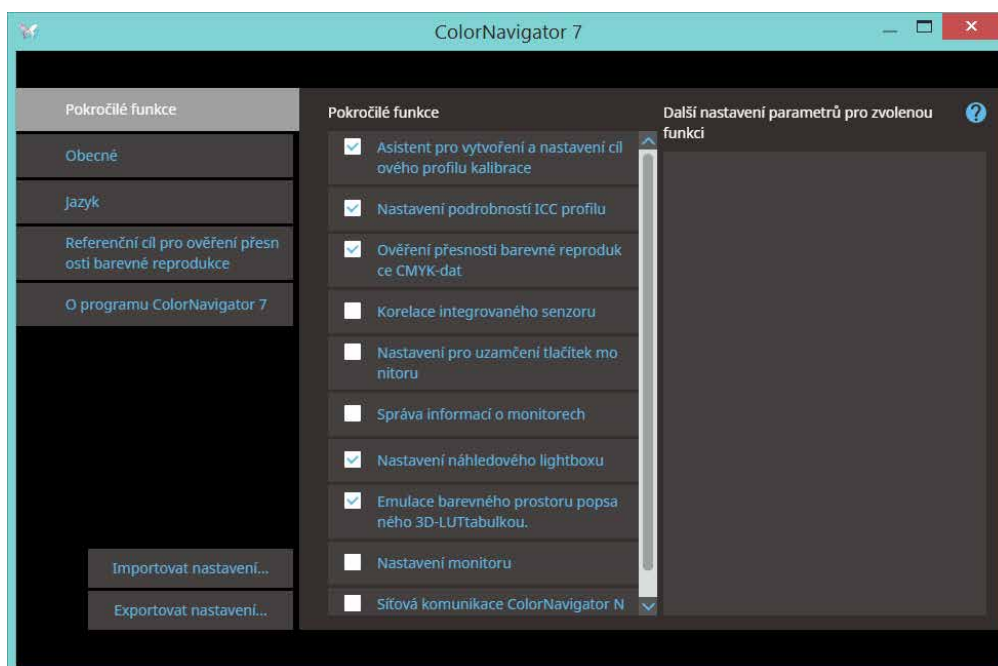 ColorNavigator 7
Pokročilé funkce
Obecné
Jazyk
Referenční cíl pro ověření přesn
osti barevné reprodukce
O programu ColorNavigator 7
Importovat nastavení...
Exportovat nastavení...
Pokročilé funkce
Asistent pro vytvoření a nastavení cíl
ového profilu kalibrace
Nastavení podrobností ICC profilu
Ověření přesnosti barevné reproduk
ce CMYK-dat
Korelace integrovaného senzoru
Nastavení pro uzamčení tlačítek mo
nitoru
Správa informací o monitorech
Nastavení náhledového lightboxu
Emulace barevného prostoru popsa
ného 3D-LUTtabulkou.
Nastavení monitoru
Síťová komunikace ColorNavigator N
Další nastavení parametrů pro zvolenou
funkci